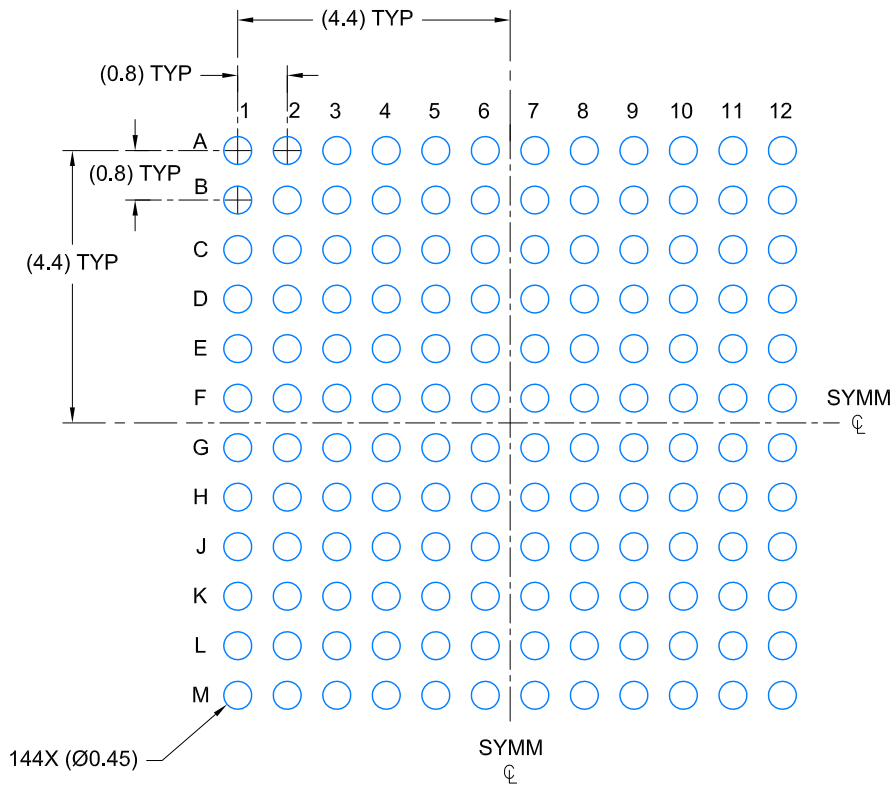 (4.4) TYP
(0.8) TYP
1 2 3 4 5 6 7 8 9 10 11 12
A
(0.8) TYP
B
C
(4.4) TYP
D
E
F
SYMM
℄
G
H
J
K
L
M
SYMM
℄
144X (Ø0.45)